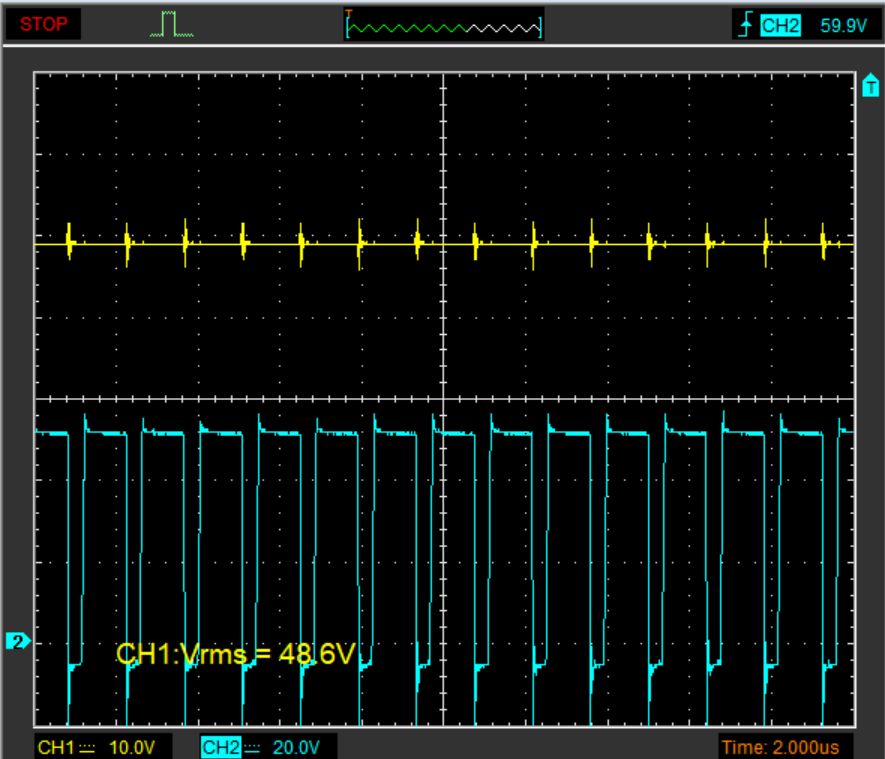 STOP
T
CH2 59.9V
T
2
CH1:Vrms = 48.6V
CH1 10.0V
CH2 20.0V
Time: 2.000us